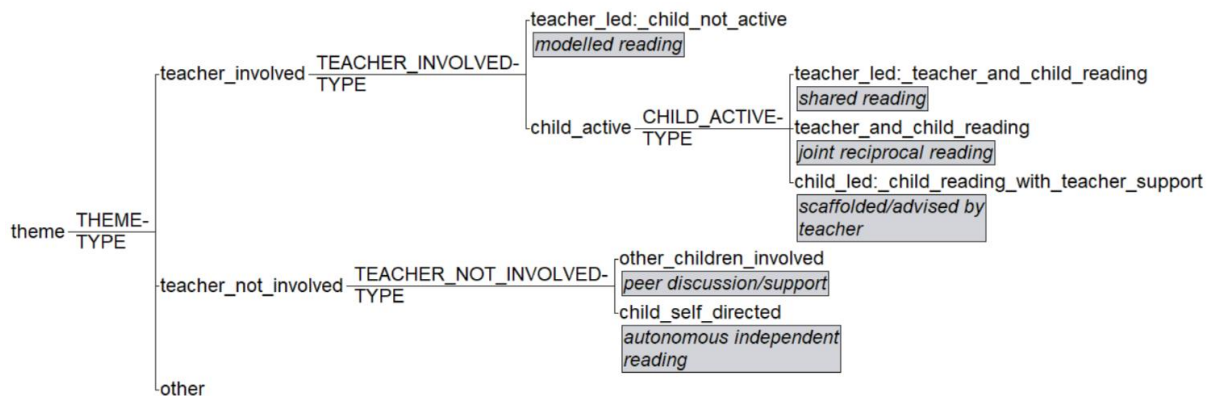 teacher_led:_child_not_active
modelled reading
teacher_involved
TEACHER_INVOLVED-
TYPE
child_active
CHILD_ACTIVE-
TYPE
teacher_led:_teacher_and_child_reading
shared reading
teacher_and_child_reading
joint reciprocal reading
child_led:_child_reading_with_teacher_support
scaffolded/advised by
teacher
theme
THEME-
TYPE
teacher_not_involved
TEACHER_NOT_INVOLVED-
TYPE
other_children_involved
peer discussion/support
child_self_directed
autonomous independent
reading
other